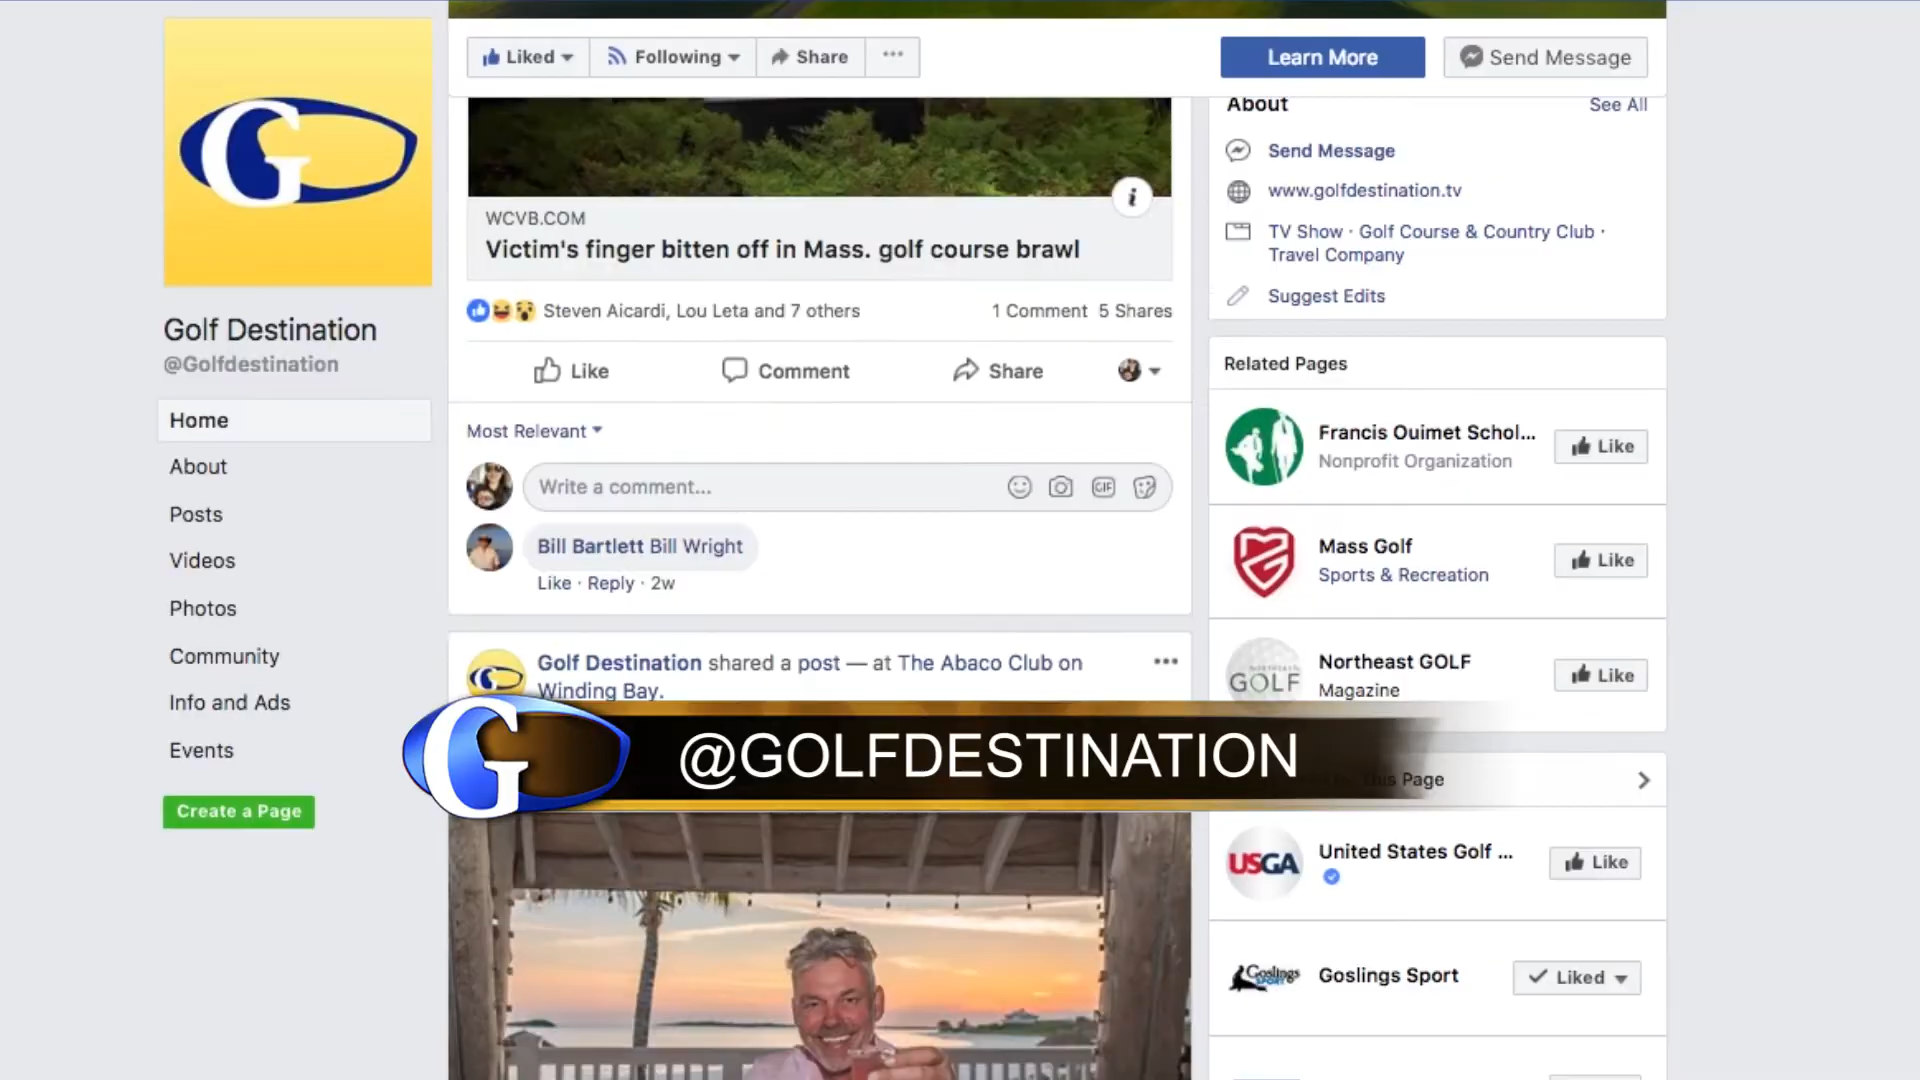 G
Golf Destination
@Golfdestination
Home
About
Posts
Videos
Photos
Community
Info and Ads
Events
Create a Page
Liked
Following
Share
Learn More
Send Message
WCVB.COM
Victim's finger bitten off in Mass. golf course brawl
i
Steven Aicardi, Lou Leta and 7 others
1 Comment 5 Shares
Like
Comment
Share
Most Relevant
Write a comment...
GIF
Bill Bartlett Bill Wright
Like · Reply · 2w
Golf Destination shared a post — at The Abaco Club on
Winding Bay.
G
@GOLFDESTINATION
About
See All
Send Message
www.golfdestination.tv
TV Show · Golf Course & Country Club ·
Travel Company
Suggest Edits
Related Pages
Francis Ouimet Schol...
Nonprofit Organization
Like
Mass Golf
Sports & Recreation
Like
NORTHEAST
GOLF
Northeast GOLF
Magazine
Like
This Page
USGA
United States Golf ...
Like
Goslings
SPORT
Goslings Sport
Liked